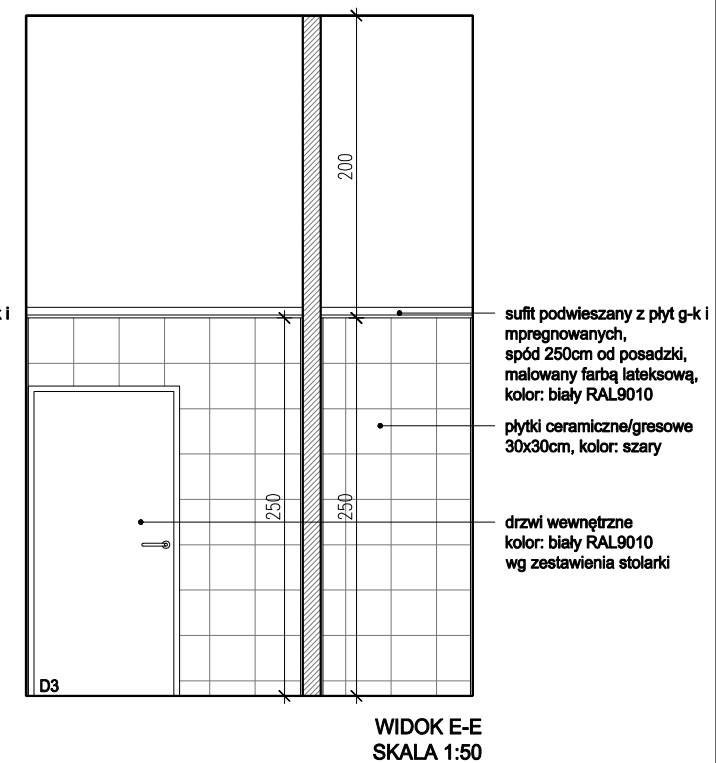 200
k i
sufit podwieszany z płyt g-k i
mpregnowanych,
spód 250cm od posadzki,
malowany farbą lateksową,
kolor: biały RAL9010
płytki ceramiczne/gresowe
30x30cm, kolor: szary
250
250
drzwi wewnętrzne
kolor: biały RAL9010
wg zestawienia stolarki
D3
WIDOK E-E
SKALA 1:50